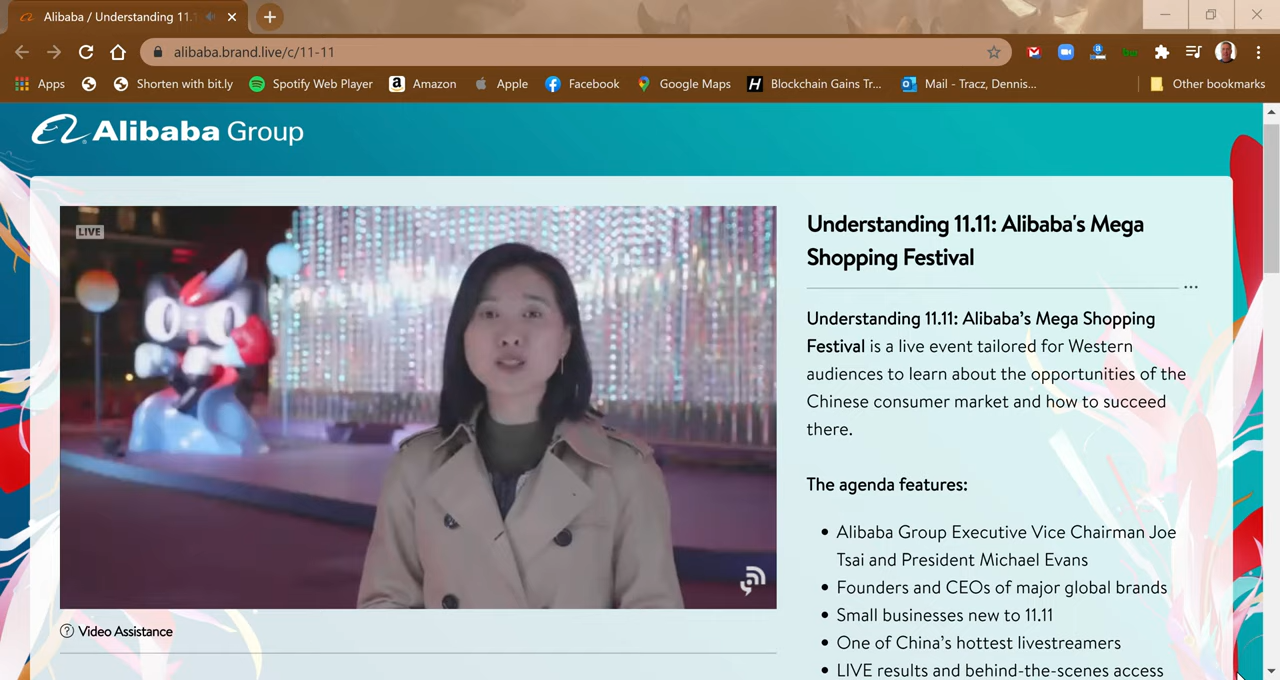 Alibaba / Understanding 11.1
alibaba.brand.live/c/11-11
Apps
Shorten with bit.ly
Spotify Web Player
Amazon
Apple
Facebook
Google Maps
Blockchain Gains Tr...
Mail - Tracz, Dennis...
Other bookmarks
Alibaba Group
LIVE
Video Assistance
Understanding 11.11: Alibaba's Mega
Shopping Festival
Understanding 11.11: Alibaba's Mega Shopping
Festival is a live event tailored for Western
audiences to learn about the opportunities of the
Chinese consumer market and how to succeed
there.
The agenda features:
• Alibaba Group Executive Vice Chairman Joe
Tsai and President Michael Evans
• Founders and CEOs of major global brands
• Small businesses new to 11.11
• One of China's hottest livestreamers
• LIVE results and behind-the-scenes access